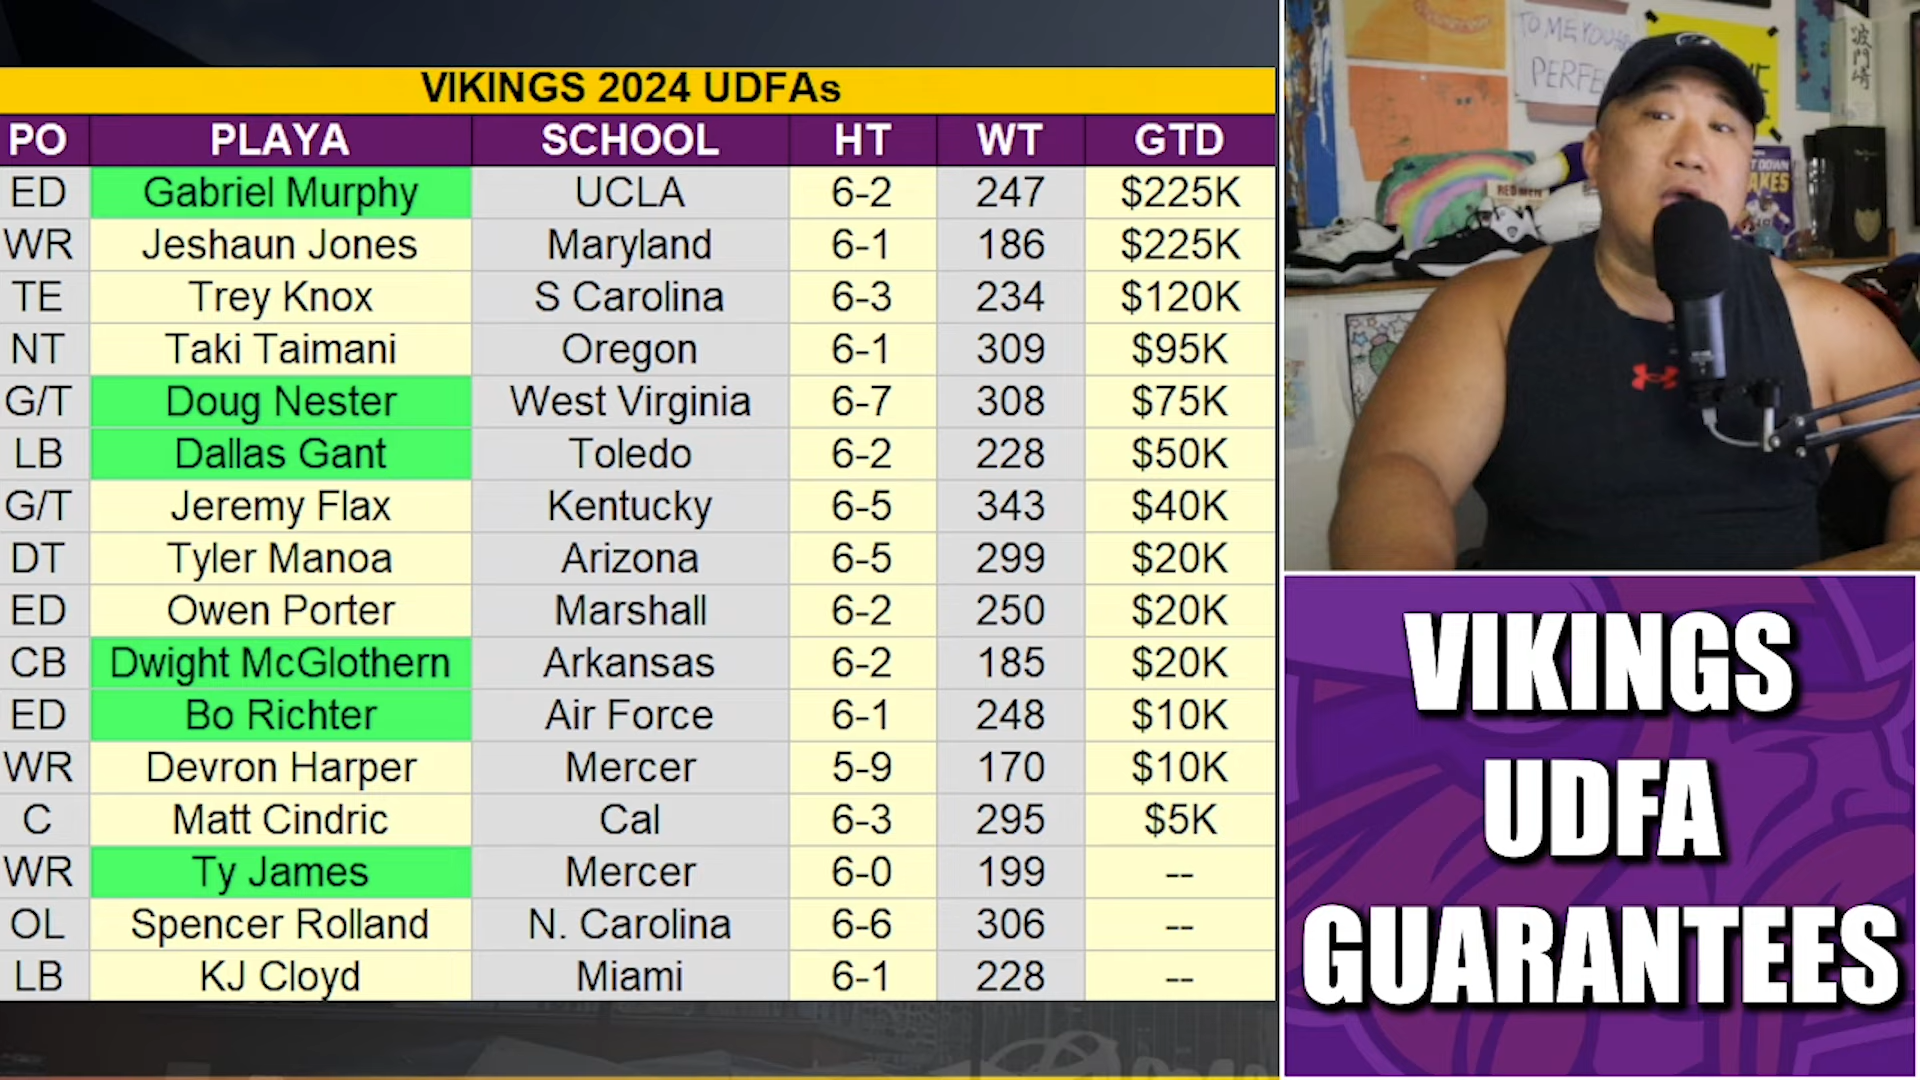 VIKINGS 2024 UDFAs
PO PLAYA SCHOOL HT WT GTD
ED Gabriel Murphy UCLA 6-2 247 $225K
WR Jeshaun Jones Maryland 6-1 186 $225K
TE Trey Knox S Carolina 6-3 234 $120K
NT Taki Taimani Oregon 6-1 309 $95K
G/T Doug Nester West Virginia 6-7 308 $75K
LB Dallas Gant Toledo 6-2 228 $50K
G/T Jeremy Flax Kentucky 6-5 343 $40K
DT Tyler Manoa Arizona 6-5 299 $20K
ED Owen Porter Marshall 6-2 250 $20K
CB Dwight McGlothern Arkansas 6-2 185 $20K
ED Bo Richter Air Force 6-1 248 $10K
WR Devron Harper Mercer 5-9 170 $10K
C Matt Cindric Cal 6-3 295 $5K
WR Ty James Mercer 6-0 199 --
OL Spencer Rolland N. Carolina 6-6 306 --
LB KJ Cloyd Miami 6-1 228 --
TO ME YOU
PERFE
VIKINGS
UDFA
GUARANTEES